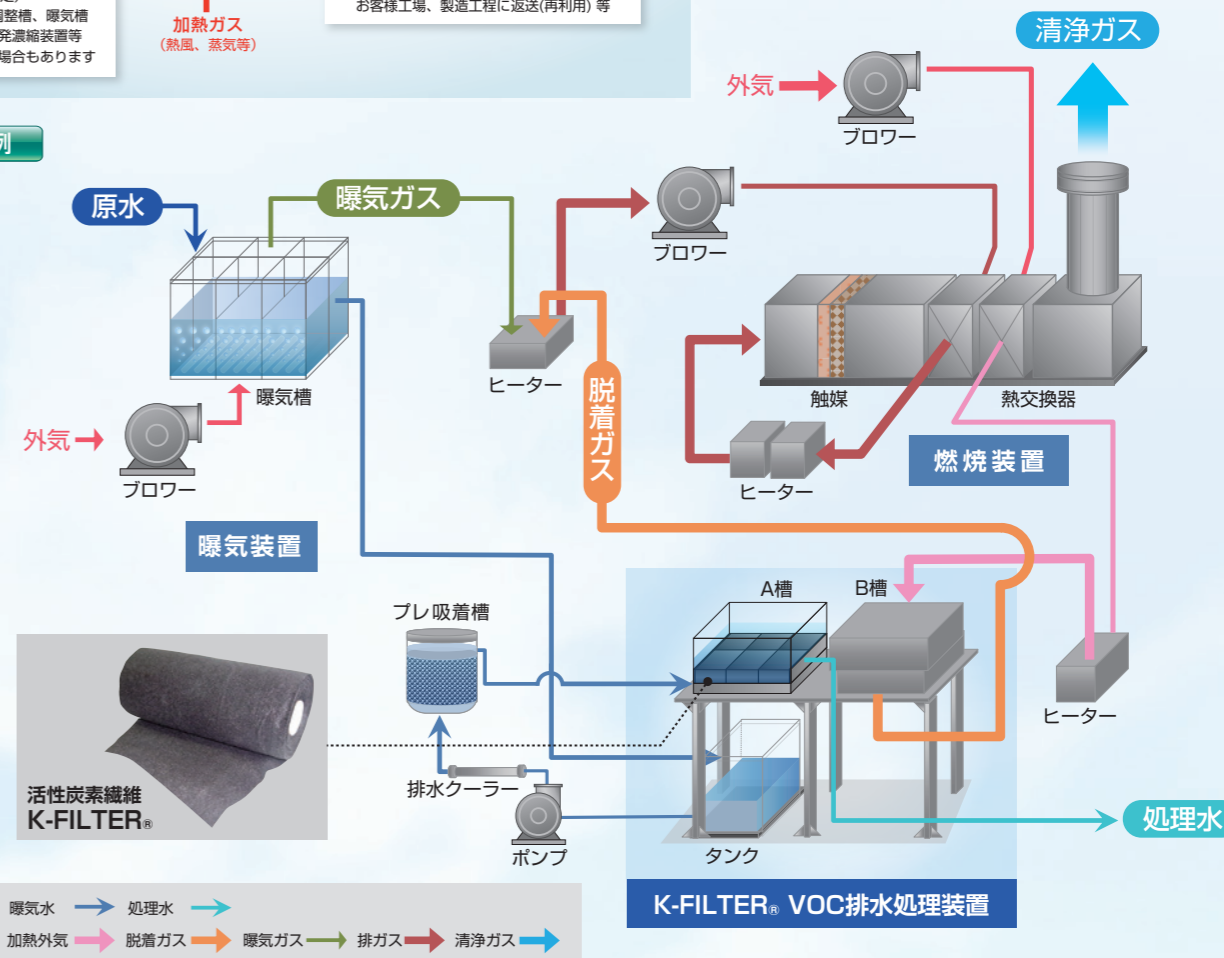 調整槽、曝気槽
発濃縮装置等
場合もあります
加熱ガス
(熱風、蒸気等)
お客様工場、製造工程に返送(再利用) 等
例
清浄ガス
外気
ブロワー
原水
曝気ガス
ブロワー
曝気槽
ヒーター
脱着ガス
触媒
熱交換器
外気
ブロワー
ヒーター
燃焼装置
曝気装置
A槽
B槽
プレ吸着槽
ヒーター
排水クーラー
活性炭素繊維
K-FILTER®
ポンプ
タンク
処理水
K-FILTER® VOC排水処理装置
曝気水 処理水
加熱外気 脱着ガス 曝気ガス 排ガス 清浄ガス